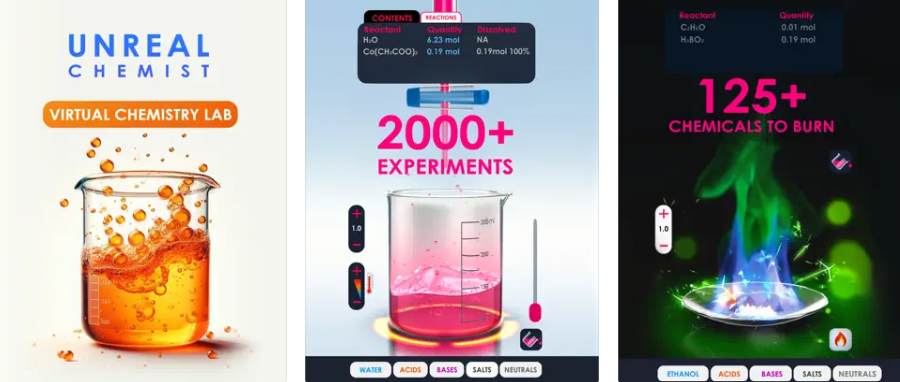 UNREAL
CHEMIST
VIRTUAL CHEMISTRY LAB
CONTENTS REACTIONS
Reactant Quantity Dissolved
H₂O 6.23 mol NA
Co(CH₃COO)₂ 0.19 mol 0.19mol 100%
2000+
EXPERIMENTS
1.0
WATER ACIDS BASES SALTS NEUTRALS
Reactant Quantity
C₂H₆O 0.01 mol
H₃BO₃ 0.19 mol
125+
CHEMICALS TO BURN
1.0
ETHANOL ACIDS BASES SALTS NEUTRALS